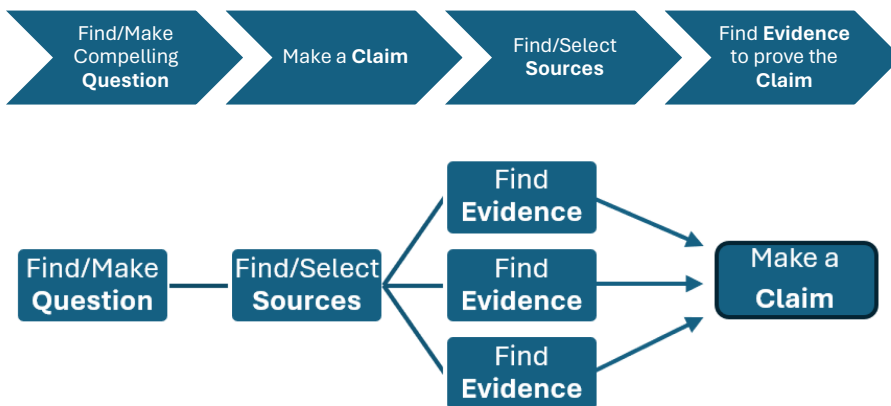 Find/Make
Compelling
Question
Make a Claim
Find/Select
Sources
Find Evidence
to prove the
Claim
Find/Make
Question
Find/Select
Sources
Find
Evidence
Find
Evidence
Find
Evidence
Make a
Claim